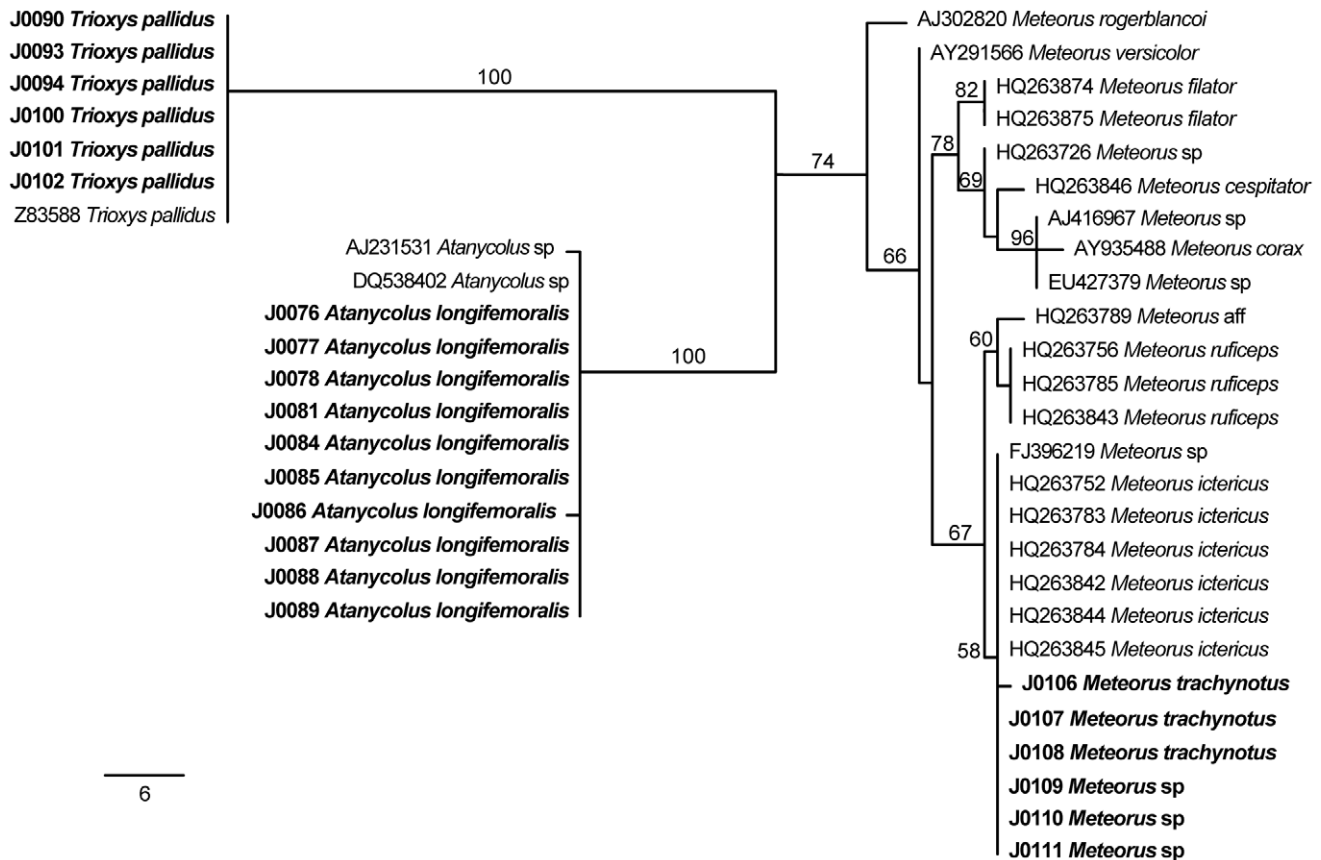 J0090 Trioxys pallidus
J0093 Trioxys pallidus
J0094 Trioxys pallidus
J0100 Trioxys pallidus
J0101 Trioxys pallidus
J0102 Trioxys pallidus
Z83588 Trioxys pallidus
100
AJ231531 Atanycolus sp
DQ538402 Atanycolus sp
J0076 Atanycolus longifemoralis
J0077 Atanycolus longifemoralis
J0078 Atanycolus longifemoralis
J0081 Atanycolus longifemoralis
J0084 Atanycolus longifemoralis
J0085 Atanycolus longifemoralis
J0086 Atanycolus longifemoralis
J0087 Atanycolus longifemoralis
J0088 Atanycolus longifemoralis
J0089 Atanycolus longifemoralis
100
74
66
AJ302820 Meteorus rogerblancoi
AY291566 Meteorus versicolor
82
HQ263874 Meteorus filator
HQ263875 Meteorus filator
78
HQ263726 Meteorus sp
69
HQ263846 Meteorus cespitator
AJ416967 Meteorus sp
96
AY935488 Meteorus corax
EU427379 Meteorus sp
HQ263789 Meteorus aff
60
HQ263756 Meteorus ruficeps
HQ263785 Meteorus ruficeps
HQ263843 Meteorus ruficeps
FJ396219 Meteorus sp
HQ263752 Meteorus ictericus
HQ263783 Meteorus ictericus
67
HQ263784 Meteorus ictericus
HQ263842 Meteorus ictericus
HQ263844 Meteorus ictericus
HQ263845 Meteorus ictericus
58
J0106 Meteorus trachynotus
J0107 Meteorus trachynotus
J0108 Meteorus trachynotus
J0109 Meteorus sp
J0110 Meteorus sp
J0111 Meteorus sp
6